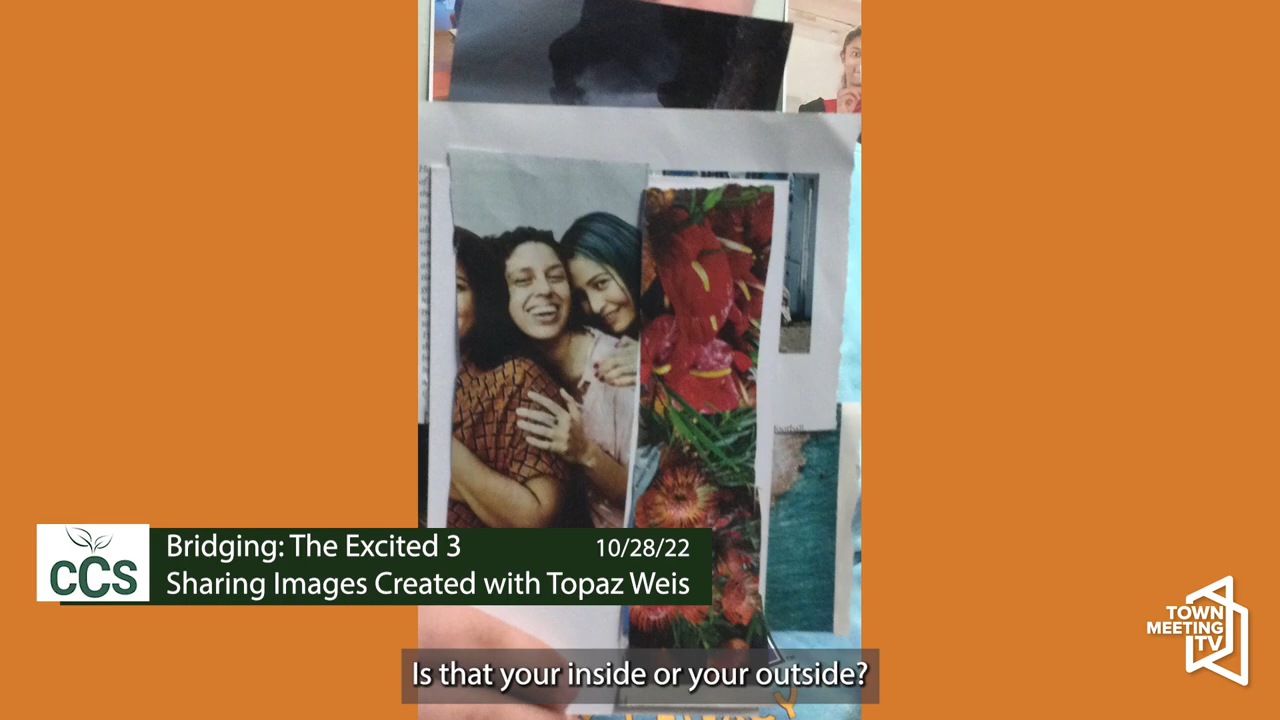 football
CCS
Bridging: The Excited 3
10/28/22
Sharing Images Created with Topaz Weis
TOWN
MEETING
TV
Is that your inside or your outside?